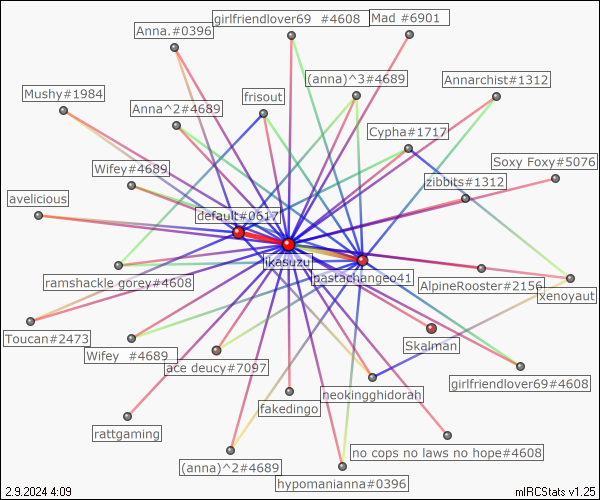 girlfriendlover69 #4608
Mad #6901
Anna.#0396
(anna)^3#4689
Annarchist#1312
Mushy#1984
frisout
Anna^2#4689
Cypha#1717
Wifey#4689
Soxy Foxy#5076
zibbits#1312
avelicious
default#0617
ikasuzu
pastachangeo41
ramshackle gorey#4608
AlpineRooster#2156
xenoyaut
Toucan#2473
Skalman
Wifey #4689
ace deucy#7097
girlfriendlover69#4608
neokingghidorah
fakedingo
rattgaming
no cops no laws no hope#4608
(anna)^2#4689
hypomanianna#0396
2.9.2024 4:09
mIRCStats v1.25